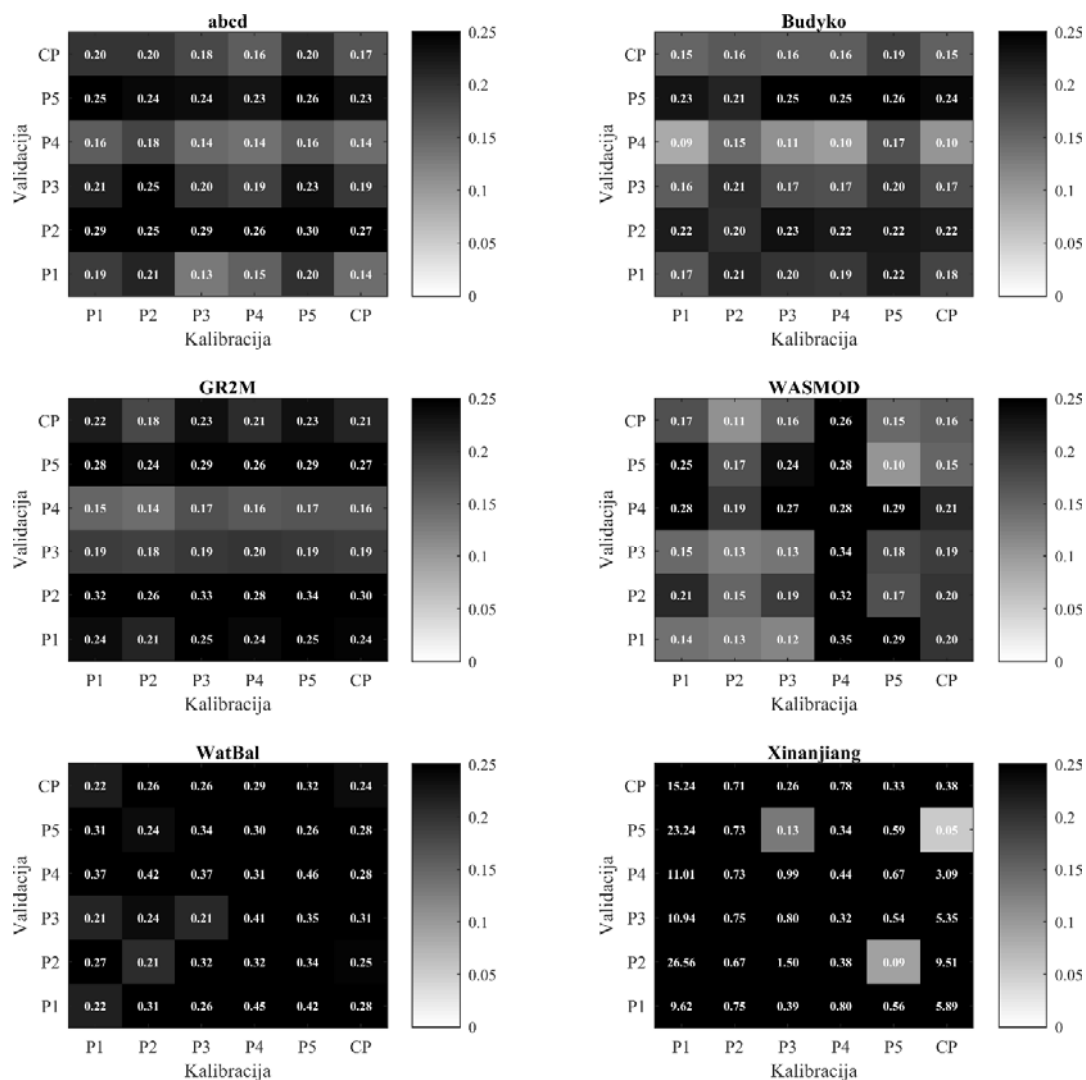 abcd
CP 0.20 0.20 0.18 0.16 0.20 0.17
P5 0.25 0.24 0.24 0.23 0.26 0.23
P4 0.16 0.18 0.14 0.14 0.16 0.14
P3 0.21 0.25 0.20 0.19 0.23 0.19
P2 0.29 0.25 0.29 0.26 0.30 0.27
P1 0.19 0.21 0.13 0.15 0.20 0.14
P1 P2 P3 P4 P5 CP
Validacija
Kalibracija
0.25
0.2
0.15
0.1
0.05
0
Budyko
CP 0.15 0.16 0.16 0.16 0.19 0.15
P5 0.23 0.21 0.25 0.25 0.26 0.24
P4 0.09 0.15 0.11 0.10 0.17 0.10
P3 0.16 0.21 0.17 0.17 0.20 0.17
P2 0.22 0.20 0.23 0.22 0.22 0.22
P1 0.17 0.21 0.20 0.19 0.22 0.18
P1 P2 P3 P4 P5 CP
Validacija
Kalibracija
0.25
0.2
0.15
0.1
0.05
0
GR2M
CP 0.22 0.18 0.23 0.21 0.23 0.21
P5 0.28 0.24 0.29 0.26 0.29 0.27
P4 0.15 0.14 0.17 0.16 0.17 0.16
P3 0.19 0.18 0.19 0.20 0.19 0.19
P2 0.32 0.26 0.33 0.28 0.34 0.30
P1 0.24 0.21 0.25 0.24 0.25 0.24
P1 P2 P3 P4 P5 CP
Validacija
Kalibracija
0.25
0.2
0.15
0.1
0.05
0
WASMOD
CP 0.17 0.11 0.16 0.26 0.15 0.16
P5 0.25 0.17 0.24 0.28 0.10 0.15
P4 0.28 0.19 0.27 0.28 0.29 0.21
P3 0.15 0.13 0.13 0.34 0.18 0.19
P2 0.21 0.15 0.19 0.32 0.17 0.20
P1 0.14 0.13 0.12 0.35 0.29 0.20
P1 P2 P3 P4 P5 CP
Validacija
Kalibracija
0.25
0.2
0.15
0.1
0.05
0
WatBal
CP 0.22 0.26 0.26 0.29 0.32 0.24
P5 0.31 0.24 0.34 0.30 0.26 0.28
P4 0.37 0.42 0.37 0.31 0.46 0.28
P3 0.21 0.24 0.21 0.41 0.35 0.31
P2 0.27 0.21 0.32 0.32 0.34 0.25
P1 0.22 0.31 0.26 0.45 0.42 0.28
P1 P2 P3 P4 P5 CP
Validacija
Kalibracija
0.25
0.2
0.15
0.1
0.05
0
Xinanjiang
CP 15.24 0.71 0.26 0.78 0.33 0.38
P5 23.24 0.73 0.13 0.34 0.59 0.05
P4 11.01 0.73 0.99 0.44 0.67 3.09
P3 10.94 0.75 0.80 0.32 0.54 5.35
P2 26.56 0.67 1.50 0.38 0.09 9.51
P1 9.62 0.75 0.39 0.80 0.56 5.89
P1 P2 P3 P4 P5 CP
Validacija
Kalibracija
0.25
0.2
0.15
0.1
0.05
0